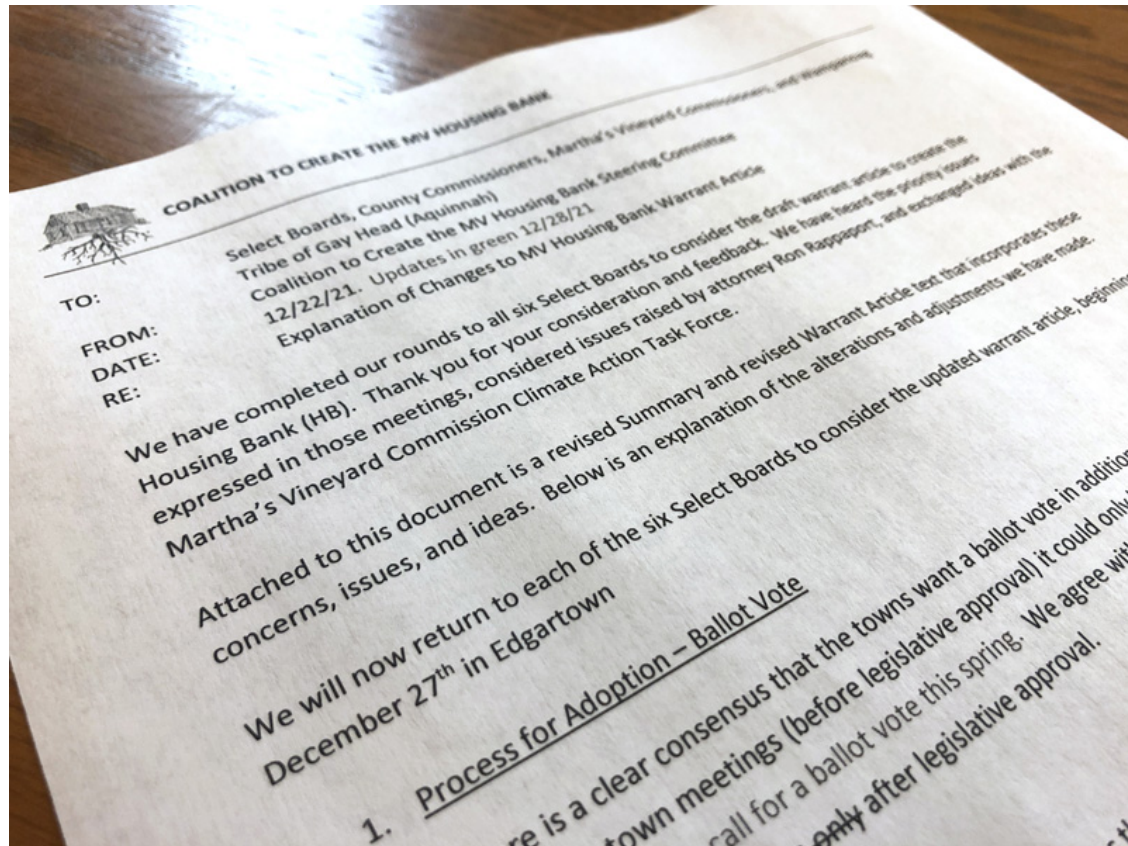 COALITION TO CREATE THE MV HOUSING BANK
TO: Select Boards, County Commissioners, Martha's Vineyard Commissioners, and Wampanoag
Tribe of Gay Head (Aquinnah)
FROM: Coalition to Create the MV Housing Bank Steering Committee
DATE: 12/22/21. Updates in green 12/28/21
RE: Explanation of Changes to MV Housing Bank Warrant Article
We have completed our rounds to all six Select Boards to consider the draft warrant article to create the
Housing Bank (HB). Thank you for your consideration and feedback. We have heard the priority issues
expressed in those meetings, considered issues raised by attorney Ron Rappaport, and exchanged ideas with the
Martha's Vineyard Commission Climate Action Task Force.
Attached to this document is a revised Summary and revised Warrant Article text that incorporates these
concerns, issues, and ideas. Below is an explanation of the alterations and adjustments we have made.
We will now return to each of the six Select Boards to consider the updated warrant article, beginning
December 27th in Edgartown
1. Process for Adoption – Ballot Vote
re is a clear consensus that the towns want a ballot vote in addition
town meetings (before legislative approval) it could only
call for a ballot vote this spring. We agree with
only after legislative approval.